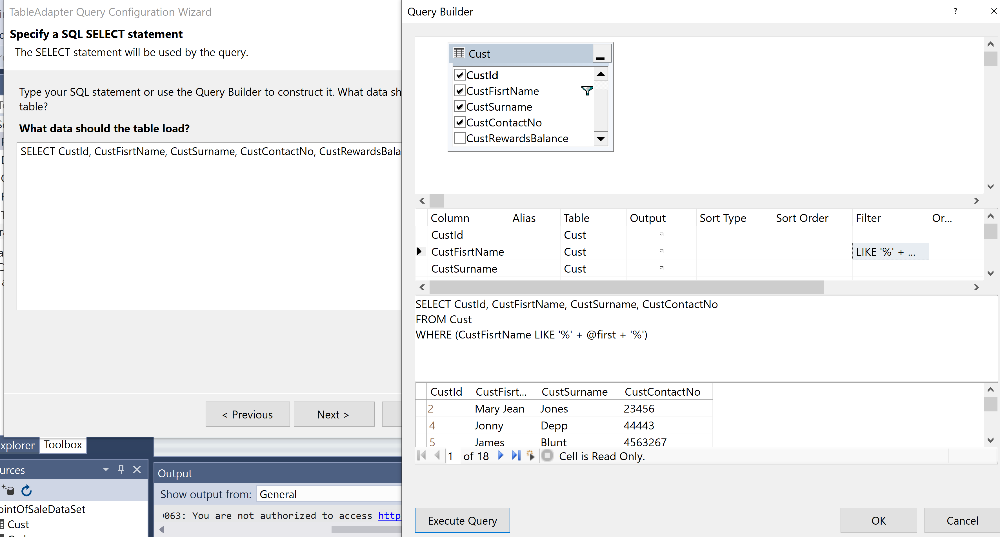 TableAdapter Query Configuration Wizard
Specify a SQL SELECT statement
The SELECT statement will be used by the query.
Type your SQL statement or use the Query Builder to construct it. What data sh
table?
What data should the table load?
SELECT CustId, CustFisrtName, CustSurname, CustContactNo, CustRewardsBala
< Previous
Next >
xplorer
Toolbox
urces
ointOfSaleDataSet
Cust
Output
Show output from:
General
0063: You are not authorized to access http
Query Builder
?
Cust
CustId
CustFisrtName
CustSurname
CustContactNo
CustRewardsBalance
Column Alias Table Output Sort Type Sort Order Filter Or...
CustId Cust
CustFisrtName Cust LIKE '%' + ...
CustSurname Cust
SELECT CustId, CustFisrtName, CustSurname, CustContactNo
FROM Cust
WHERE (CustFisrtName LIKE '%' + @first + '%')
CustId CustFisrt... CustSurname CustContactNo
2 Mary Jean Jones 23456
4 Jonny Depp 44443
5 James Blunt 4563267
1 of 18 Cell is Read Only.
Execute Query
OK
Cancel